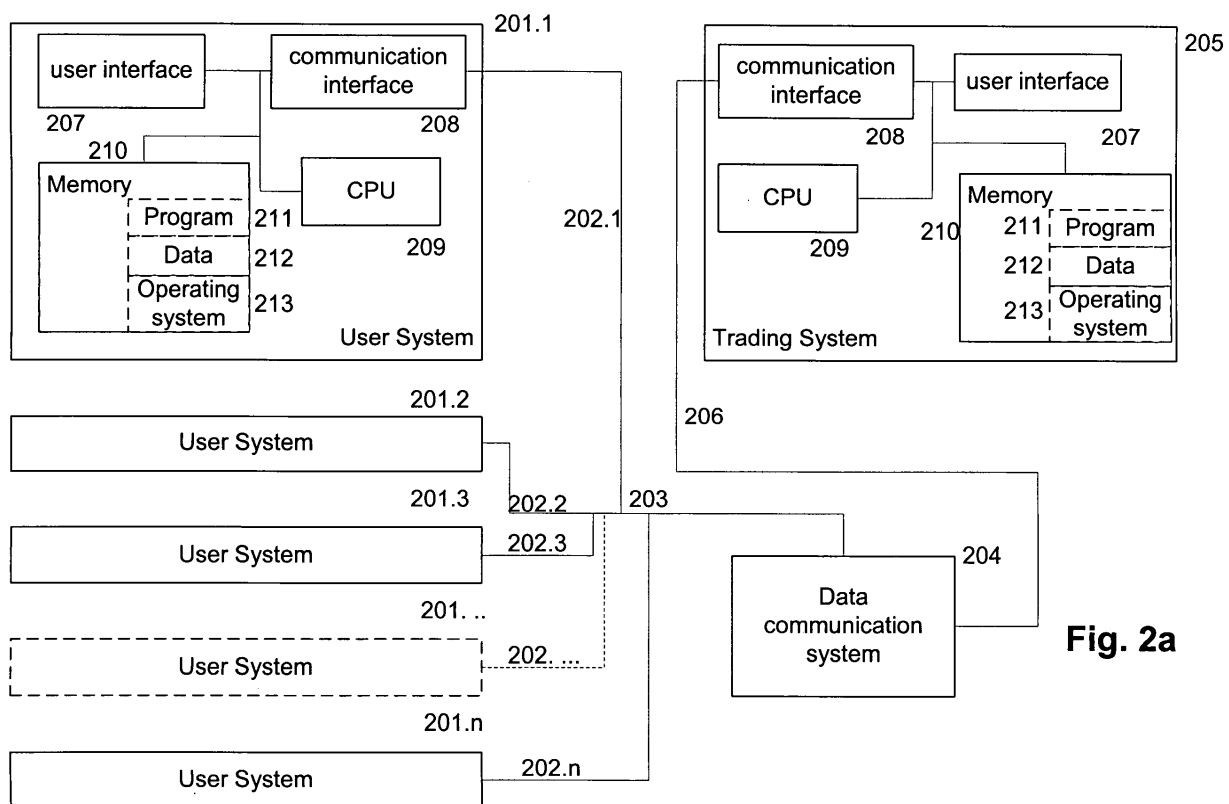 201.1
user interface
communication
interface
207
208
210
Memory
Program
211
Data
212
Operating
system
213
CPU
209
User System
202.1
205
communication
interface
user interface
208
207
CPU
209
210
Memory
211
Program
212
Data
213
Operating
system
Trading System
206
201.2
User System
201.3
202.2
203
User System
202.3
201. ..
User System
202. ...
201.n
User System
202.n
204
Data
communication
system
Fig. 2a